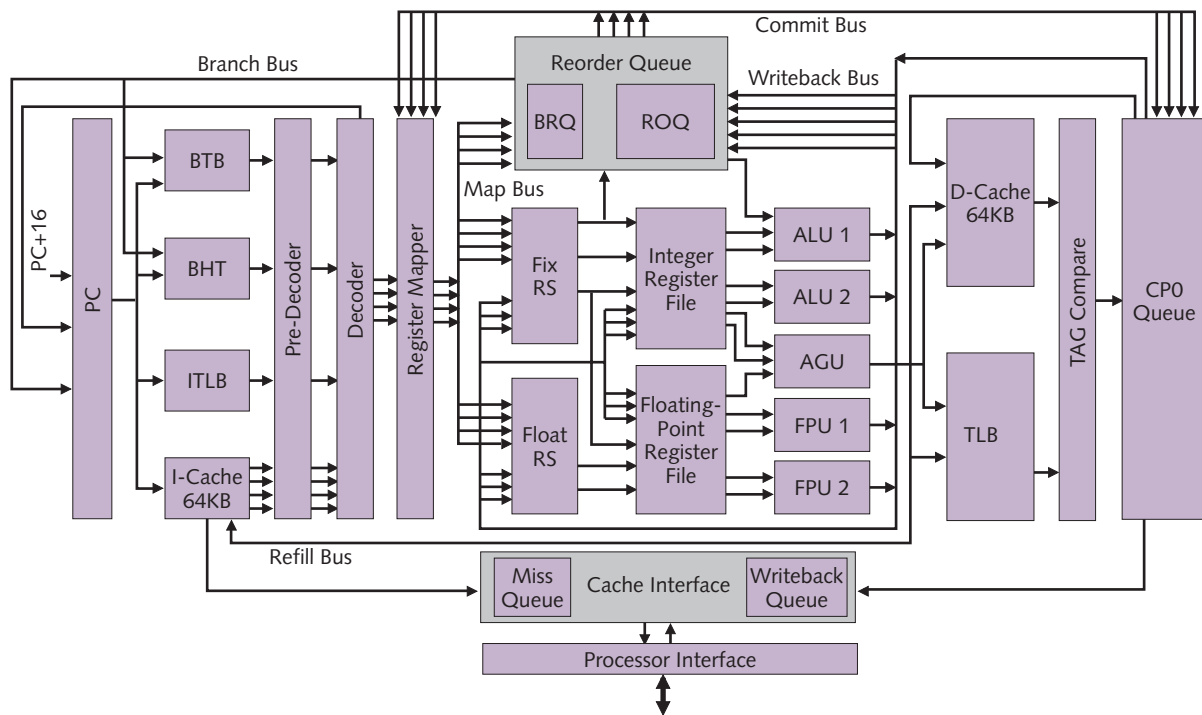 Commit Bus
Branch Bus
Reorder Queue
Writeback Bus
BRQ
ROQ
Map Bus
PC+16
PC
BTB
BHT
ITLB
I-Cache
64KB
Pre-Decoder
Decoder
Register Mapper
Fix
RS
Float
RS
Integer
Register
File
Floating-
Point
Register
File
ALU 1
ALU 2
AGU
FPU 1
FPU 2
D-Cache
64KB
TLB
TAG Compare
CP0
Queue
Refill Bus
Miss
Queue
Cache Interface
Writeback
Queue
Processor Interface